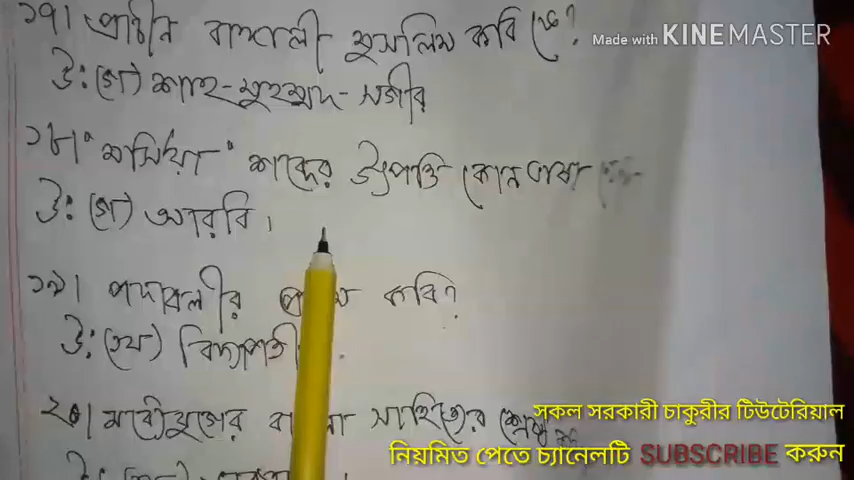 ১৭। প্রাচীন বাঙ্গালী মুসলিম কবি কে?
Made with KINEMASTER
উঃ (গ) শাহ-মুহম্মদ-সগীর
১৮। "মর্সিয়া" শব্দের উৎপত্তি কোন ভাষা
উঃ (গ) আরবি।
১৯। পদাবলীর কবি?
উঃ বিদ্যাপতী
২০। মধ্যেযুগের সাহিত্যের
সকল সরকারী চাকুরীর টিউটেরিয়াল
নিয়মিত পেতে চ্যানেলটি SUBSCRIBE করুন